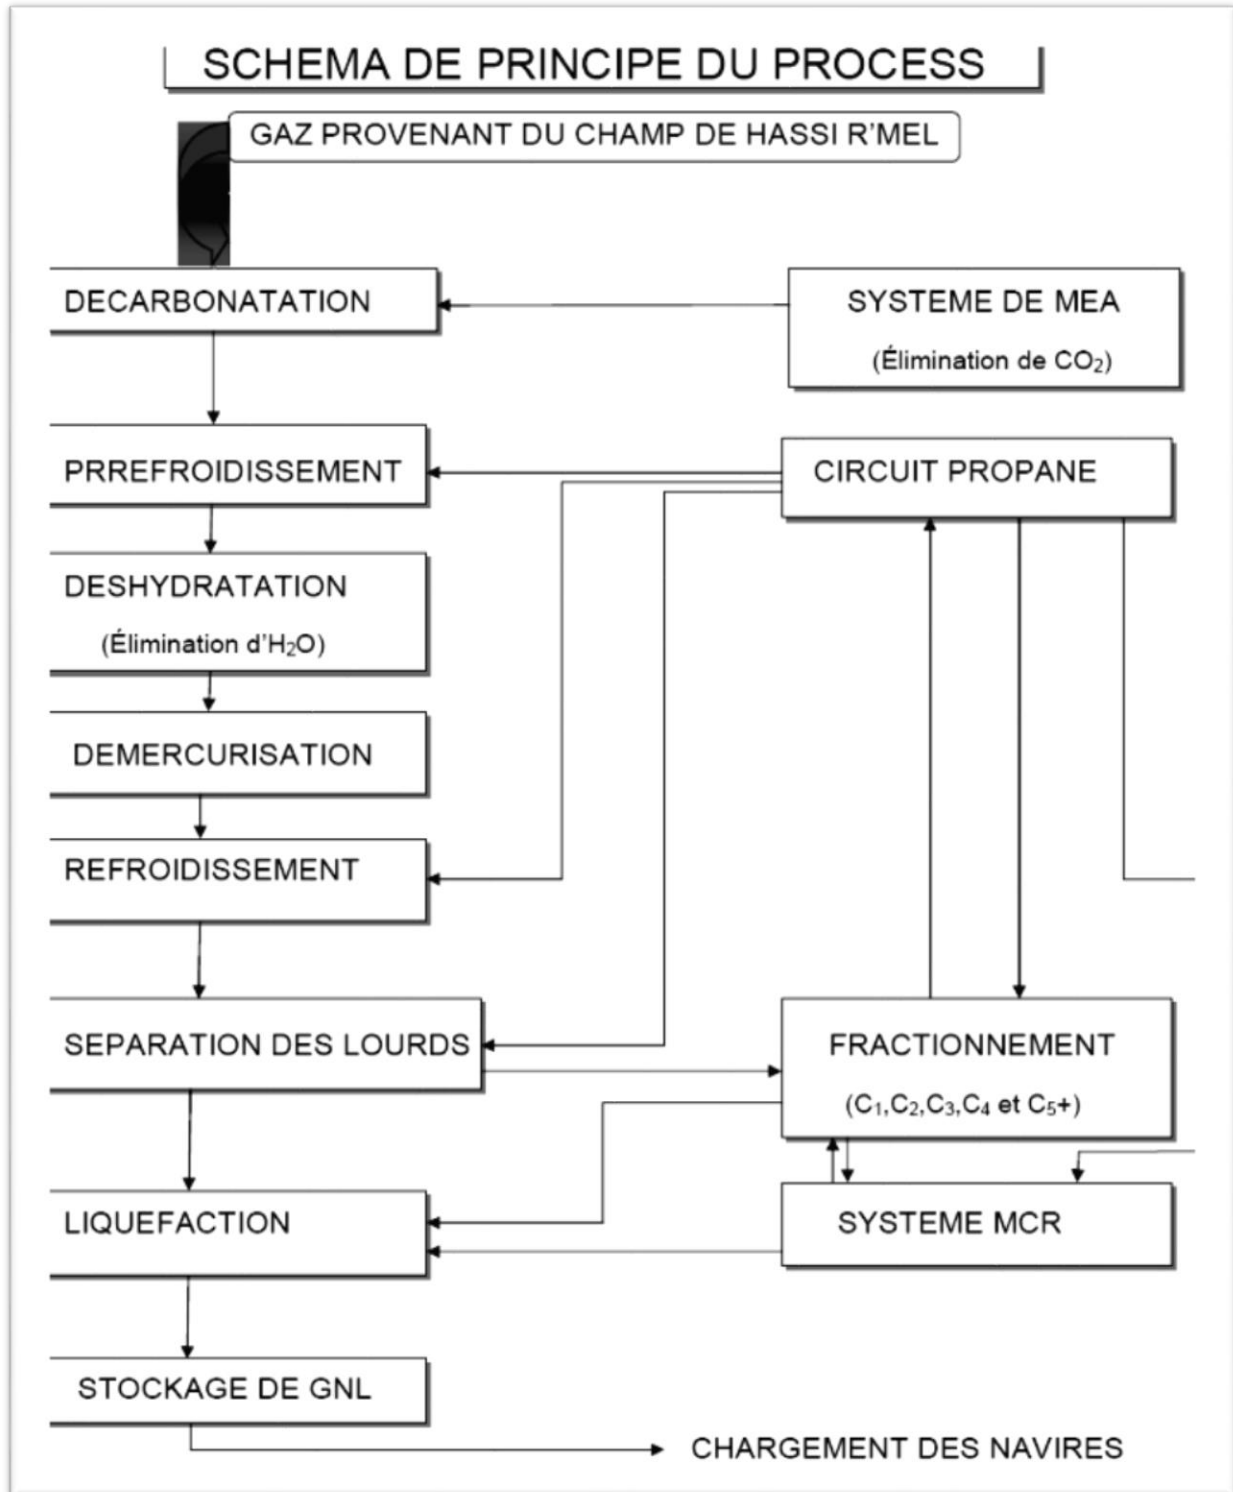 SCHEMA DE PRINCIPE DU PROCESS
GAZ PROVENANT DU CHAMP DE HASSI R'MEL
DECARBONATATION
SYSTEME DE MEA
(Élimination de CO₂)
PRREFROIDISSEMENT
CIRCUIT PROPANE
DESHYDRATATION
(Élimination d'H₂O)
DEMERCURISATION
REFROIDISSEMENT
SEPARATION DES LOURDS
FRACTIONNEMENT
(C₁,C₂,C₃,C₄ et C₅+)
LIQUEFACTION
SYSTEME MCR
STOCKAGE DE GNL
CHARGEMENT DES NAVIRES